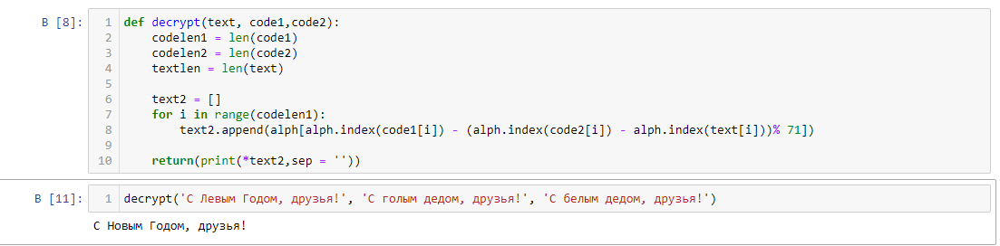 В [8]:
1 def decrypt(text, code1,code2):
2 codelen1 = len(code1)
3 codelen2 = len(code2)
4 textlen = len(text)
5
6 text2 = []
7 for i in range(codelen1):
8 text2.append(alph[alph.index(code1[i]) - (alph.index(code2[i]) - alph.index(text[i]))% 71])
9
10 return(print(*text2,sep = ''))
В [11]:
1 decrypt('С Левым Годом, друзья!', 'С голым дедом, друзья!', 'С белым дедом, друзья!')
С Новым Годом, друзья!